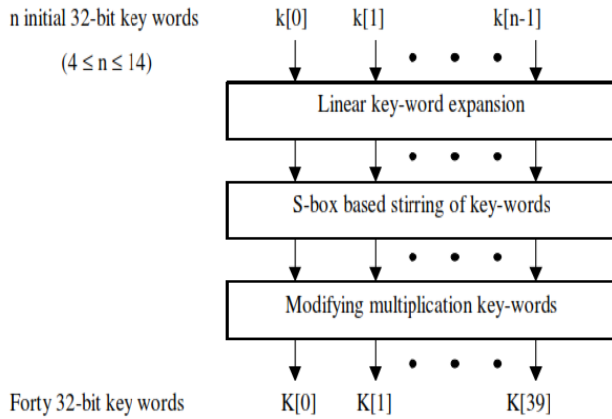 n initial 32-bit key words k[0] k[1] k[n-1]
(4 ≤ n ≤ 14)
Linear key-word expansion
S-box based stirring of key-words
Modifying multiplication key-words
Forty 32-bit key words K[0] K[1] K[39]